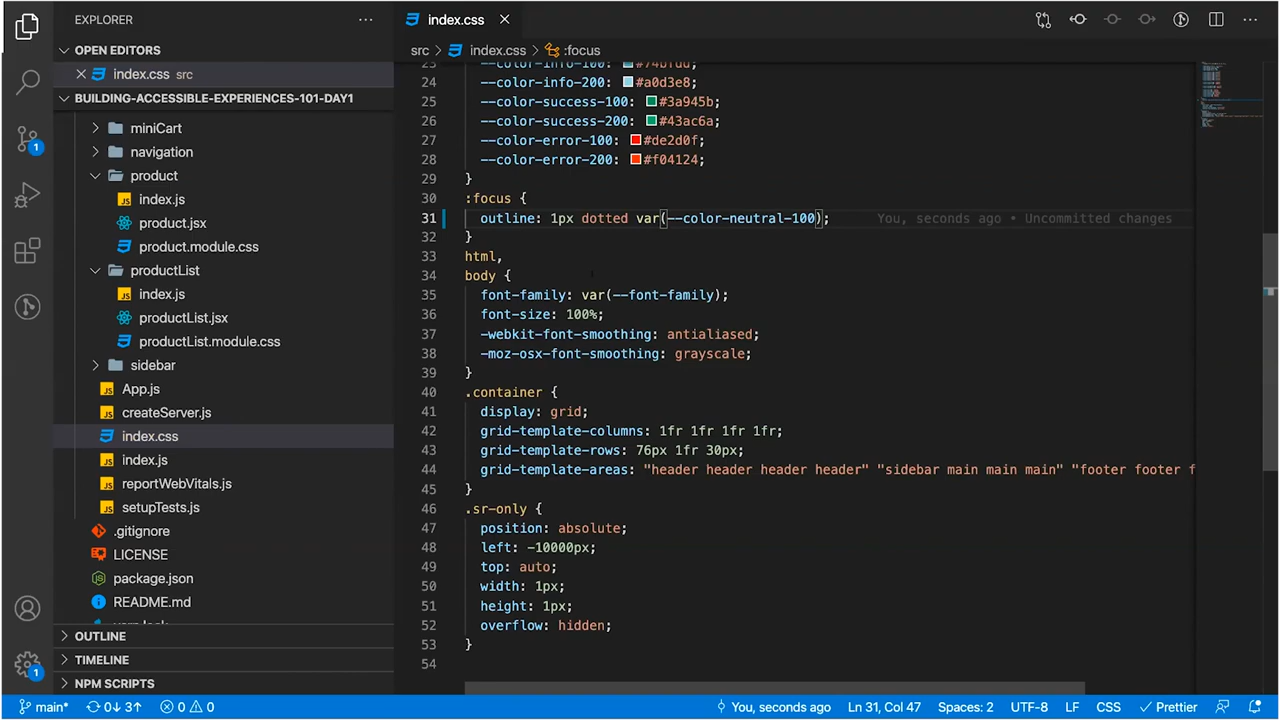 EXPLORER
OPEN EDITORS
index.css src
BUILDING-ACCESSIBLE-EXPERIENCES-101-DAY1
miniCart
navigation
product
index.js
product.jsx
product.module.css
productList
index.js
productList.jsx
productList.module.css
sidebar
App.js
createServer.js
index.css
index.js
reportWebVitals.js
setupTests.js
.gitignore
LICENSE
package.json
README.md
OUTLINE
TIMELINE
NPM SCRIPTS
1
1
index.css
src > index.css > :focus
23 --color-info-100: #74bfdd;
24 --color-info-200: #a0d3e8;
25 --color-success-100: #3a945b;
26 --color-success-200: #43ac6a;
27 --color-error-100: #de2d0f;
28 --color-error-200: #f04124;
29 }
30 :focus {
31 outline: 1px dotted var(--color-neutral-100); You, seconds ago • Uncommitted changes
32 }
33 html,
34 body {
35 font-family: var(--font-family);
36 font-size: 100%;
37 -webkit-font-smoothing: antialiased;
38 -moz-osx-font-smoothing: grayscale;
39 }
40 .container {
41 display: grid;
42 grid-template-columns: 1fr 1fr 1fr 1fr;
43 grid-template-rows: 76px 1fr 30px;
44 grid-template-areas: "header header header header" "sidebar main main main" "footer footer f
45 }
46 .sr-only {
47 position: absolute;
48 left: -10000px;
49 top: auto;
50 width: 1px;
51 height: 1px;
52 overflow: hidden;
53 }
54
main* 0↓ 3↑ 0 0 You, seconds ago Ln 31, Col 47 Spaces: 2 UTF-8 LF CSS Prettier